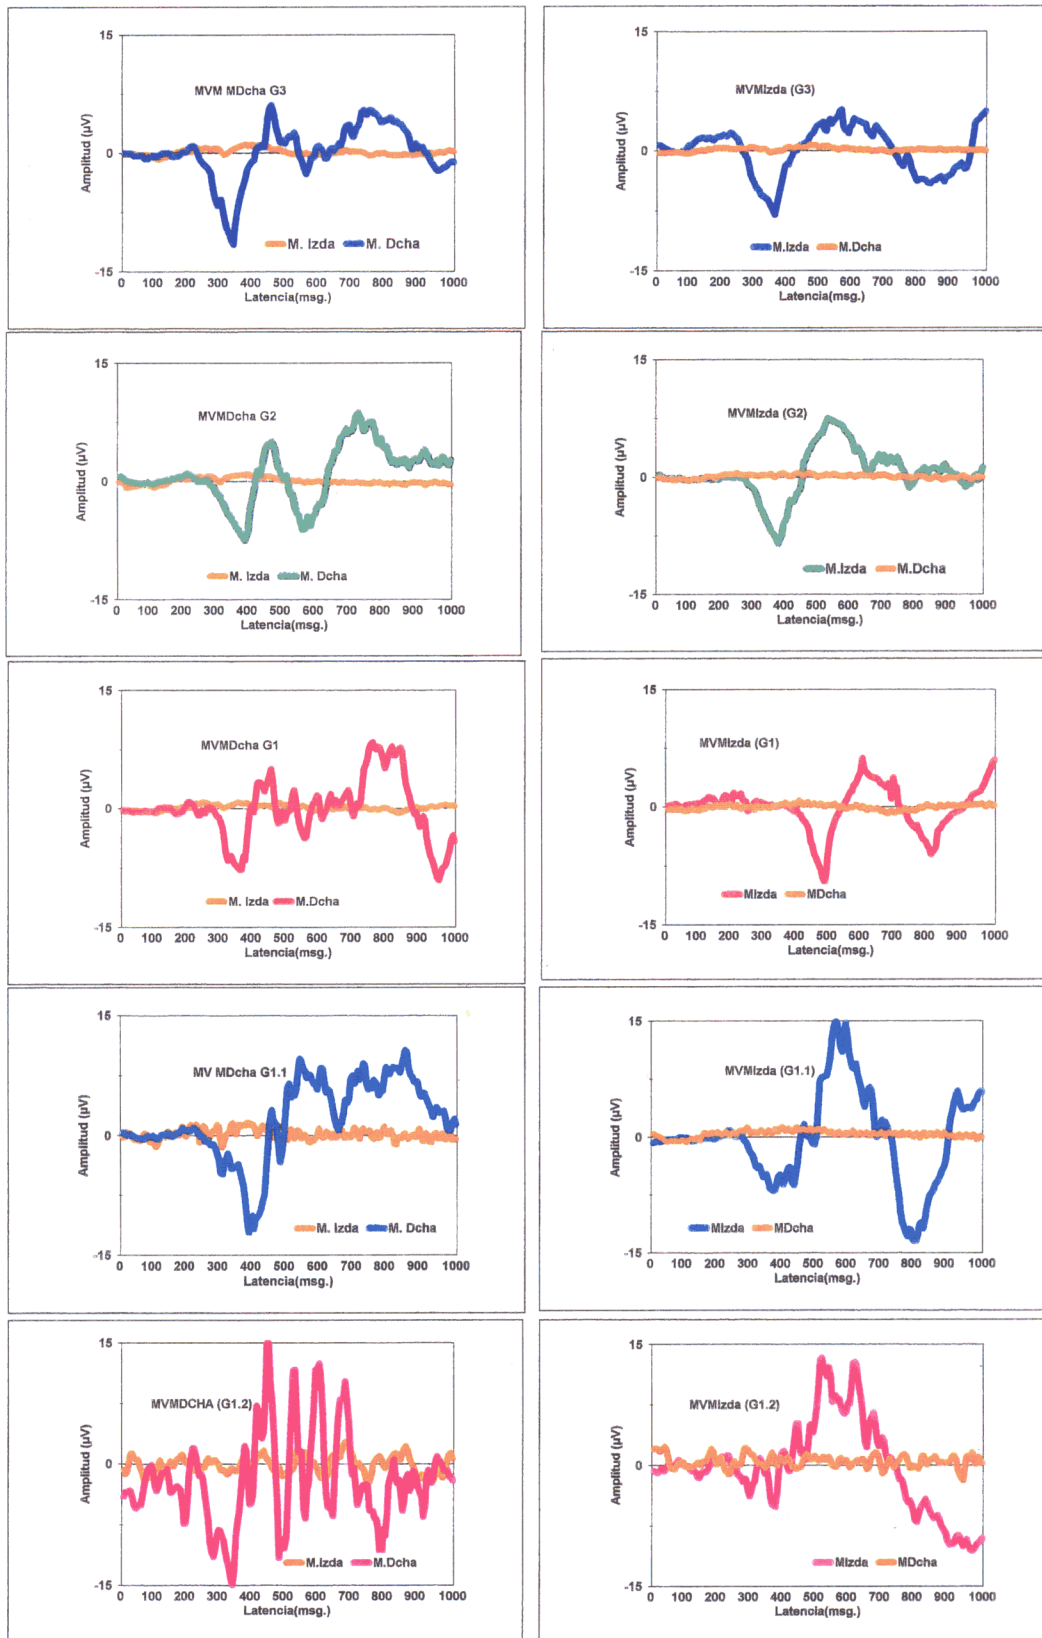 15
MVM MDcha G3
Amplitud (µV)
0
M. Izda M. Dcha
-15
0 100 200 300 400 500 600 700 800 900 1000
Latencia(msg.)
15
MVMIzda (G3)
Amplitud (µV)
0
M.Izda M.Dcha
-15
0 100 200 300 400 500 600 700 800 900 1000
Latencia(msg.)
15
MVMDcha G2
Amplitud (µV)
0
M. Izda M. Dcha
-15
0 100 200 300 400 500 600 700 800 900 1000
Latencia(msg.)
15
MVMIzda (G2)
Amplitud (µV)
0
M.Izda M.Dcha
-15
0 100 200 300 400 500 600 700 800 900 1000
Latencia(msg.)
15
MVMDcha G1
Amplitud (µV)
0
M. Izda M.Dcha
-15
0 100 200 300 400 500 600 700 800 900 1000
Latencia(msg.)
15
MVMIzda (G1)
Amplitud (µV)
0
MIzda MDcha
-15
0 100 200 300 400 500 600 700 800 900 1000
Latencia(msg.)
15
MV MDcha G1.1
Amplitud (µV)
0
M. Izda M. Dcha
-15
0 100 200 300 400 500 600 700 800 900 1000
Latencia(msg.)
15
MVMIzda (G1.1)
Amplitud (µV)
0
MIzda MDcha
-15
0 100 200 300 400 500 600 700 800 900 1000
Latencia(msg.)
15
MVMDCHA (G1.2)
Amplitud (µV)
0
M.Izda M.Dcha
-15
0 100 200 300 400 500 600 700 800 900 1000
Latencia(msg.)
15
MVMIzda (G1.2)
Amplitud (µV)
0
MIzda MDcha
-15
0 100 200 300 400 500 600 700 800 900 1000
Latencia(msg.)